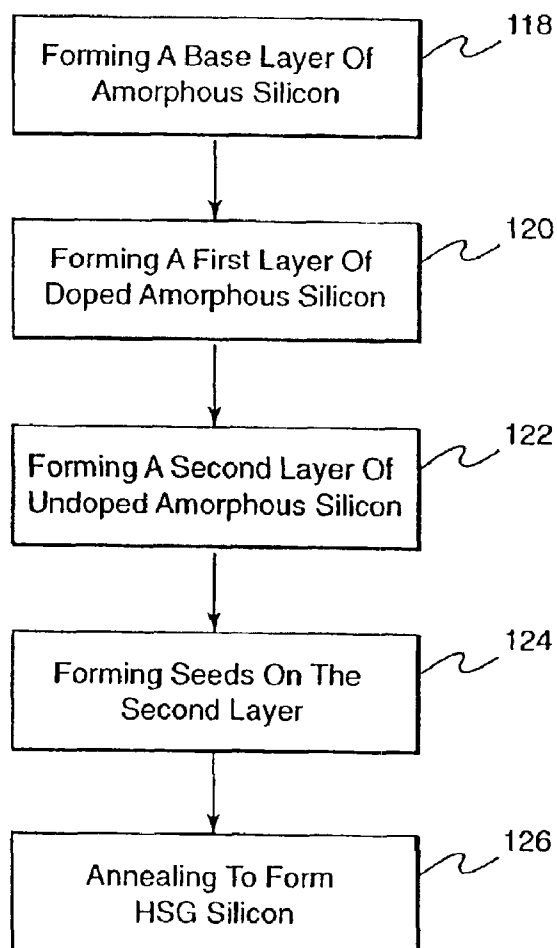 118
Forming A Base Layer Of
Amorphous Silicon
120
Forming A First Layer Of
Doped Amorphous Silicon
122
Forming A Second Layer Of
Undoped Amorphous Silicon
124
Forming Seeds On The
Second Layer
126
Annealing To Form
HSG Silicon